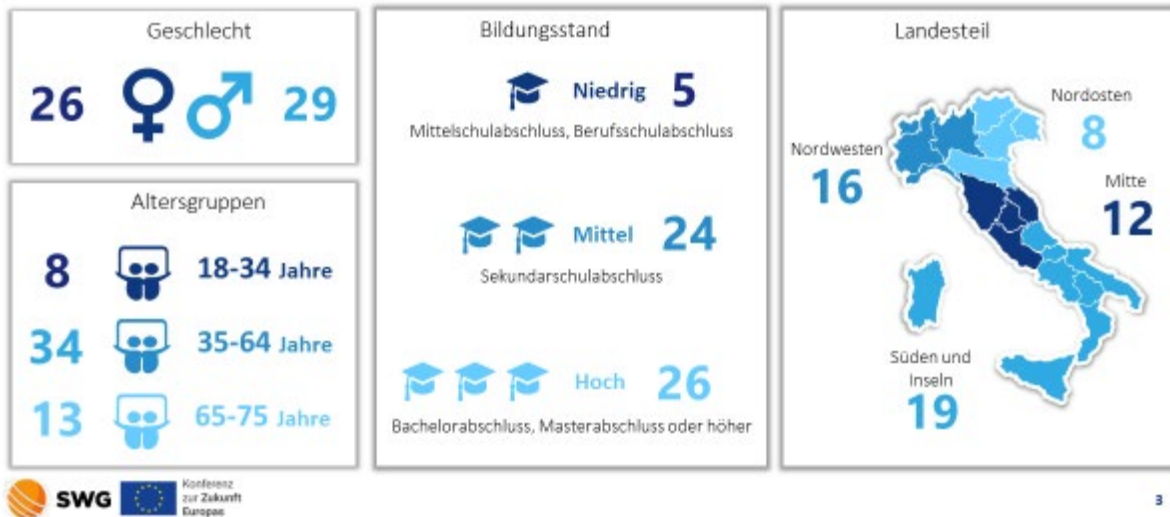 Geschlecht
26
29
Altersgruppen
8 18-34 Jahre
34 35-64 Jahre
13 65-75 Jahre
Bildungsstand
Niedrig 5
Mittelschulabschluss, Berufsschulabschluss
Mittel 24
Sekundarschulabschluss
Hoch 26
Bachelorabschluss, Masterabschluss oder höher
Landesteil
Nordosten
8
Nordwesten
16
Mitte
12
Süden und
Inseln
19
SWG
Konferenz
zur Zukunft
Europas
3